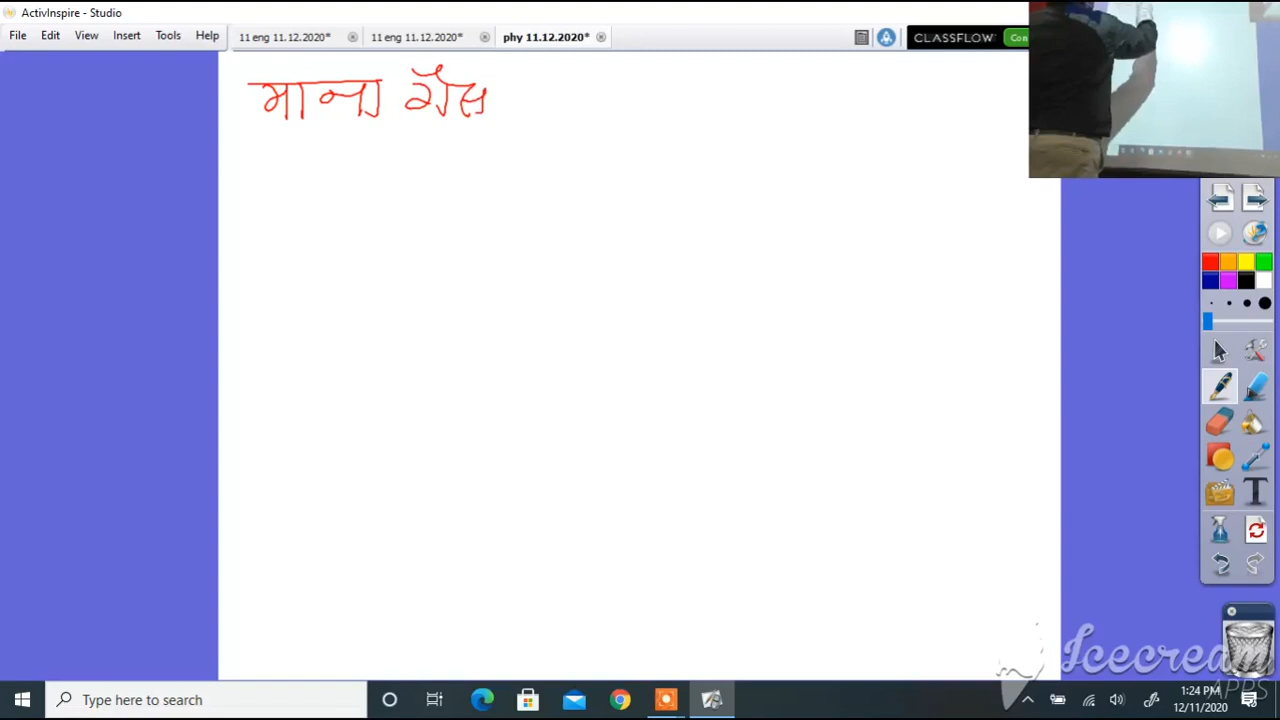 ActivInspire - Studio
File Edit View Insert Tools Help
11 eng 11.12.2020* 11 eng 11.12.2020* phy 11.12.2020* CLASSFLOW Con
माना गैस
T
Icecream
APPS
Type here to search
1:24 PM
12/11/2020